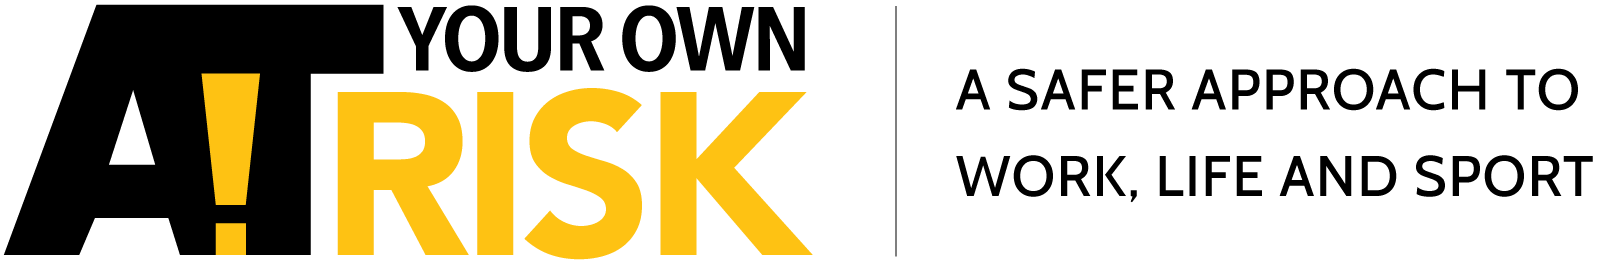 AT YOUR OWN
RISK
A SAFER APPROACH TO
WORK, LIFE AND SPORT